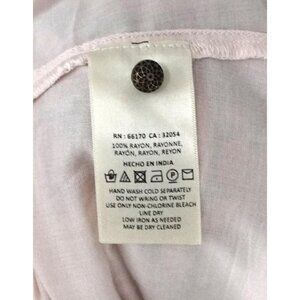 RN : 66170 CA : 32054
100% RAYON, RAYONNE,
RAYÓN, RAYON, REYON
HECHO EN INDIA
HAND WASH COLD SEPARATELY
DO NOT WRING OR TWIST
USE ONLY NON-CHLORINE BLEACH
LINE DRY
LOW IRON AS NEEDED
MAY BE DRY CLEANED